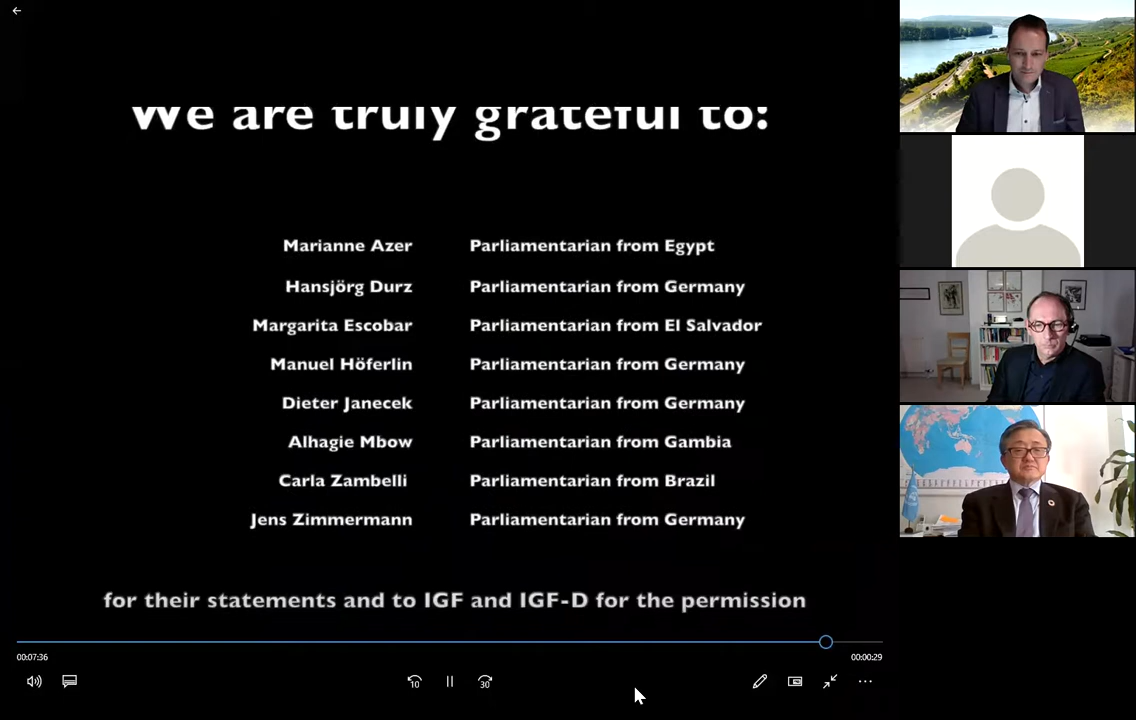 We are truly grateful to:
Marianne Azer Parliamentarian from Egypt
Hansjörg Durz Parliamentarian from Germany
Margarita Escobar Parliamentarian from El Salvador
Manuel Höferlin Parliamentarian from Germany
Dieter Janecek Parliamentarian from Germany
Alhagie Mbow Parliamentarian from Gambia
Carla Zambelli Parliamentarian from Brazil
Jens Zimmermann Parliamentarian from Germany
for their statements and to IGF and IGF-D for the permission
00:07:36 00:00:29
10 30